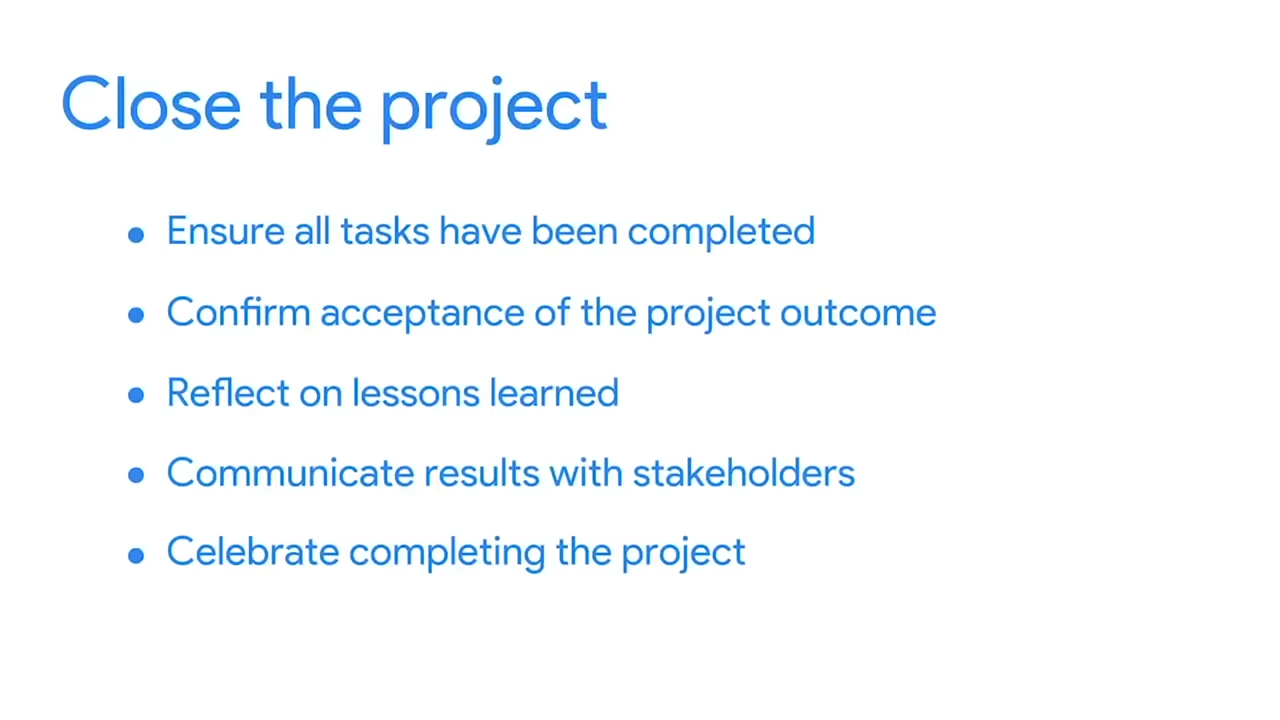 Close the project
• Ensure all tasks have been completed
• Confirm acceptance of the project outcome
• Reflect on lessons learned
• Communicate results with stakeholders
• Celebrate completing the project